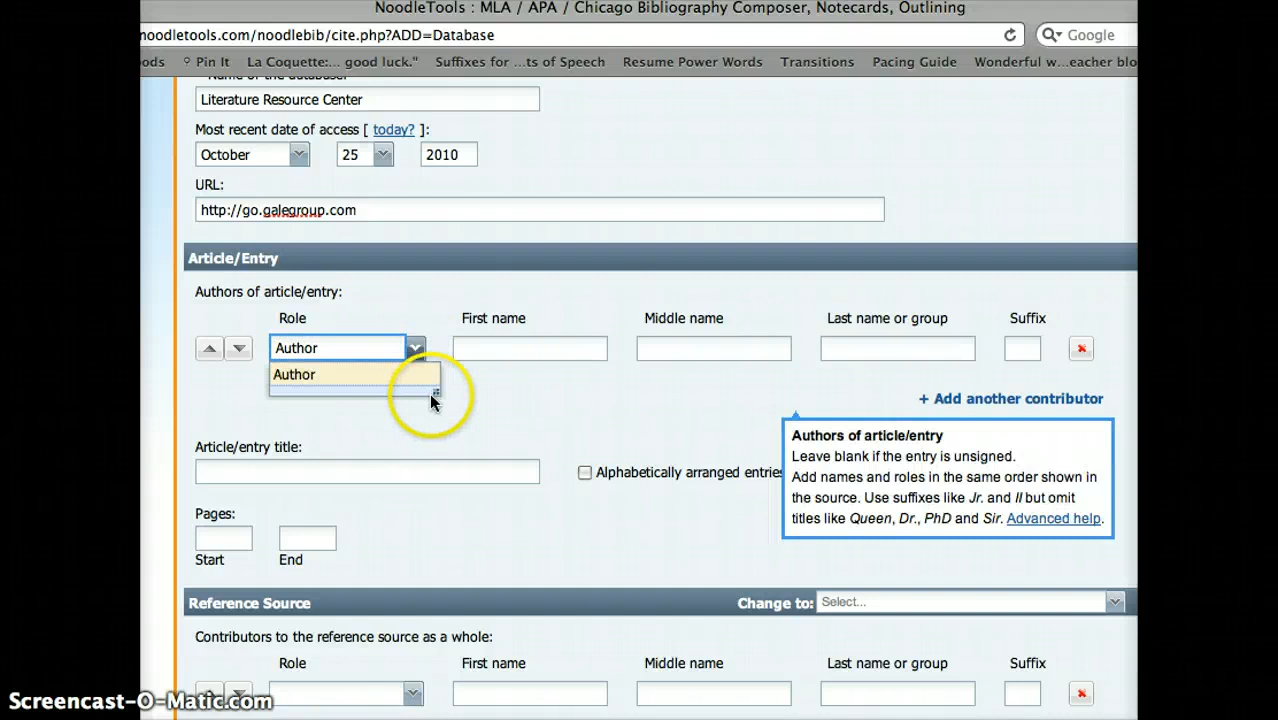 NoodleTools : MLA / APA / Chicago Bibliography Composer, Notecards, Outlining
noodletools.com/noodlebib/cite.php?ADD=Database
Google
ods Pin It La Coquette:... good luck." Suffixes for ...ts of Speech Resume Power Words Transitions Pacing Guide Wonderful w...eacher blo
Name of the database
Literature Resource Center
Most recent date of access [ today? ]:
October 25 2010
URL:
http://go.galegroup.com
Article/Entry
Authors of article/entry:
Role First name Middle name Last name or group Suffix
Author
Author
+ Add another contributor
Authors of article/entry
Leave blank if the entry is unsigned.
Add names and roles in the same order shown in
the source. Use suffixes like Jr. and II but omit
titles like Queen, Dr., PhD and Sir. Advanced help.
Article/entry title:
Alphabetically arranged entries
Pages:
Start End
Reference Source Change to: Select...
Contributors to the reference source as a whole:
Role First name Middle name Last name or group Suffix
Screencast-O-Matic.com